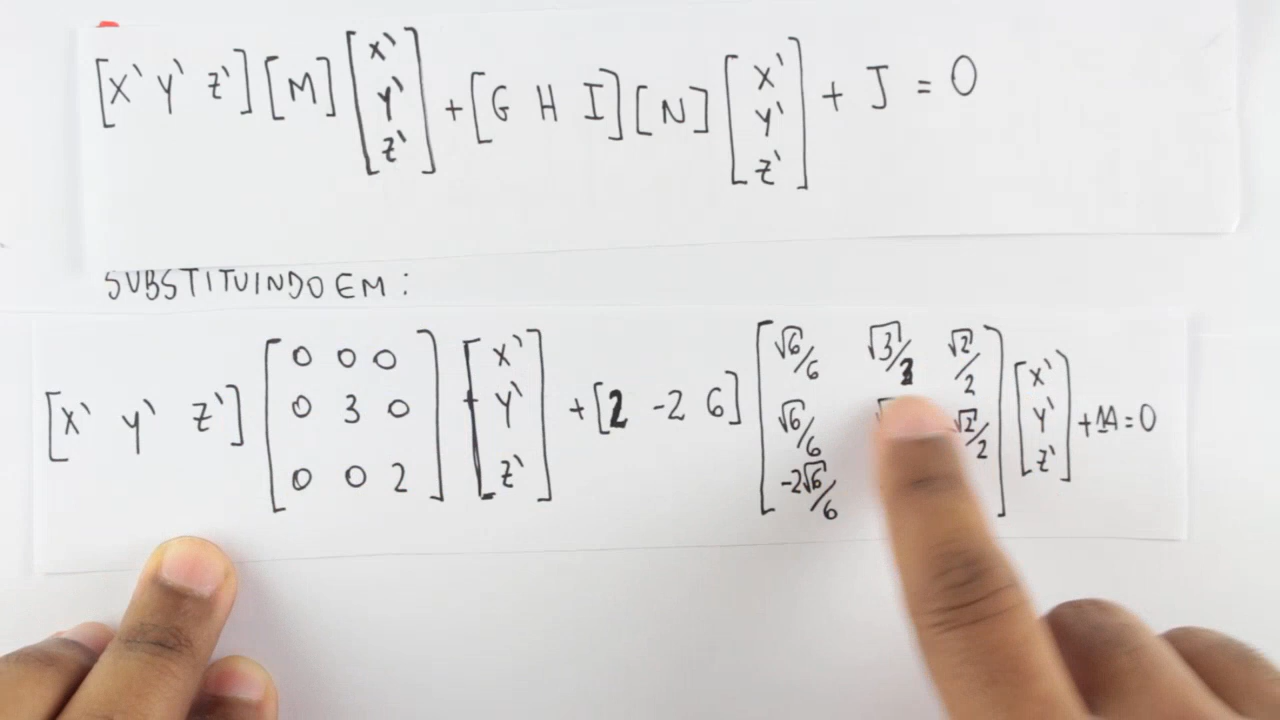 [X` Y` Z`] [M] [X` Y` Z`] + [G H I] [N] [X` Y` Z`] + J = 0
SUBSTITUINDO EM:
[X` Y` Z`] [0 0 0
0 3 0
0 0 2] [X` Y` Z`] + [2 -2 6] [√6/6 √3/3 √2/2
√6/6 √2/2
-2√6/6] [X` Y` Z`] + = 0